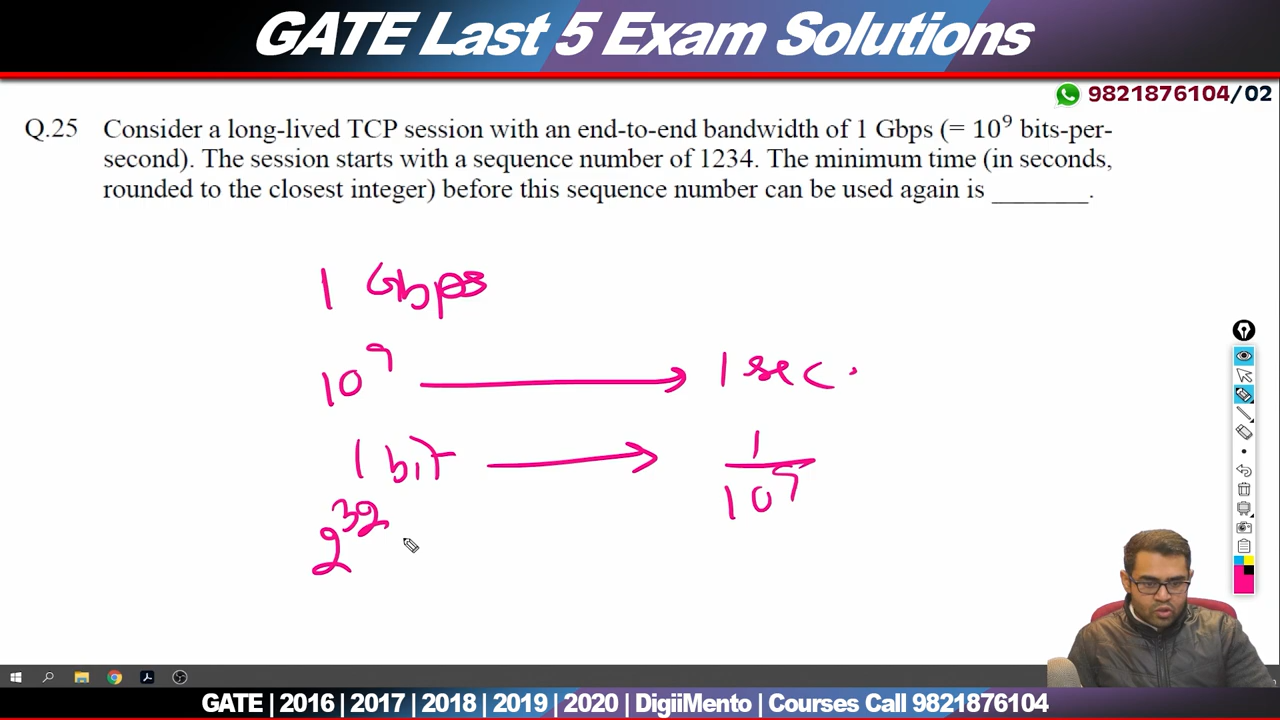 GATE Last 5 Exam Solutions
9821876104/02
Q.25 Consider a long-lived TCP session with an end-to-end bandwidth of 1 Gbps (= 10⁹ bits-per-
second). The session starts with a sequence number of 1234. The minimum time (in seconds,
rounded to the closest integer) before this sequence number can be used again is ________.
1 Gbps
10⁹ → 1 sec.
1 bit → 1/10⁹
2³²
GATE | 2016 | 2017 | 2018 | 2019 | 2020 | DigiiMento | Courses Call 9821876104